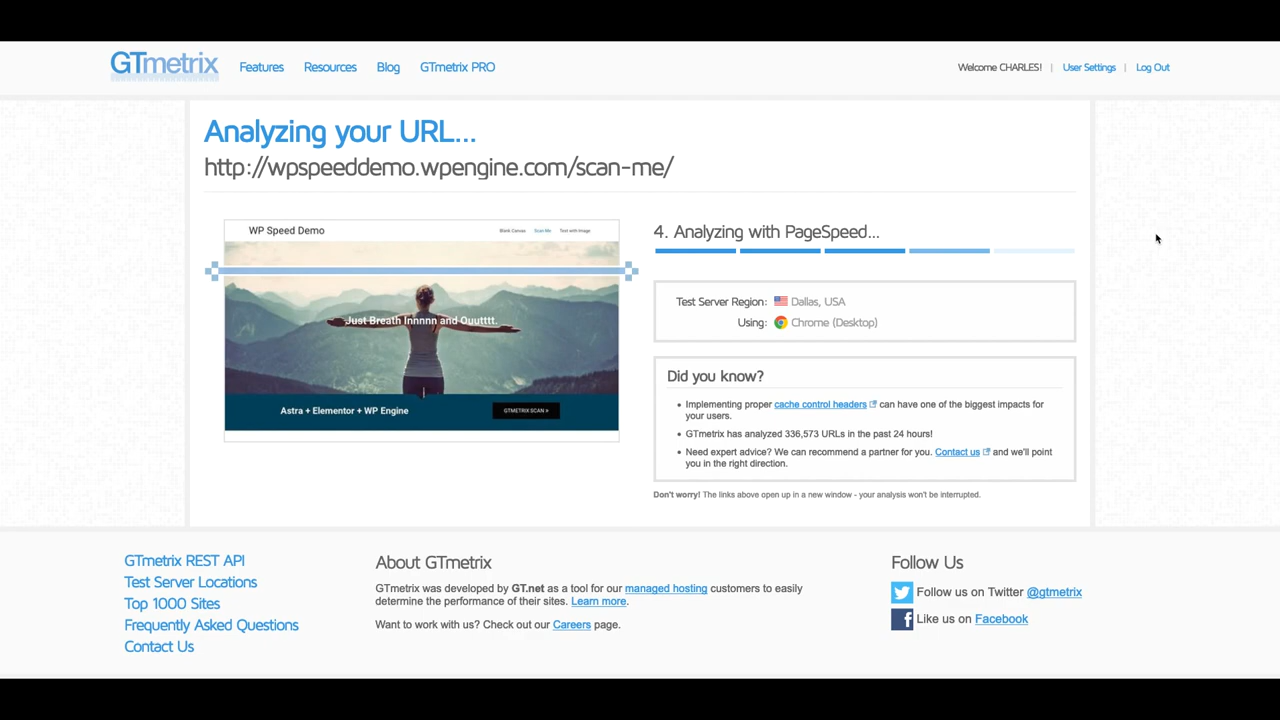 GTmetrix
Features
Resources
Blog
GTmetrix PRO
Welcome CHARLES! | User Settings | Log Out
Analyzing your URL...
http://wpspeeddemo.wpengine.com/scan-me/
WP Speed Demo
Blank Canvas
Scan Me
Text with Image
Just Breath Innnnn and Ouutttt.
Astra + Elementor + WP Engine
GTMETRIX SCAN »
4. Analyzing with PageSpeed...
Test Server Region: Dallas, USA
Using: Chrome (Desktop)
Did you know?
• Implementing proper cache control headers can have one of the biggest impacts for
your users.
• GTmetrix has analyzed 336,573 URLs in the past 24 hours!
• Need expert advice? We can recommend a partner for you. Contact us and we'll point
you in the right direction.
Don't worry! The links above open up in a new window - your analysis won't be interrupted.
GTmetrix REST API
Test Server Locations
Top 1000 Sites
Frequently Asked Questions
Contact Us
About GTmetrix
GTmetrix was developed by GT.net as a tool for our managed hosting customers to easily
determine the performance of their sites. Learn more.
Want to work with us? Check out our Careers page.
Follow Us
Follow us on Twitter @gtmetrix
Like us on Facebook